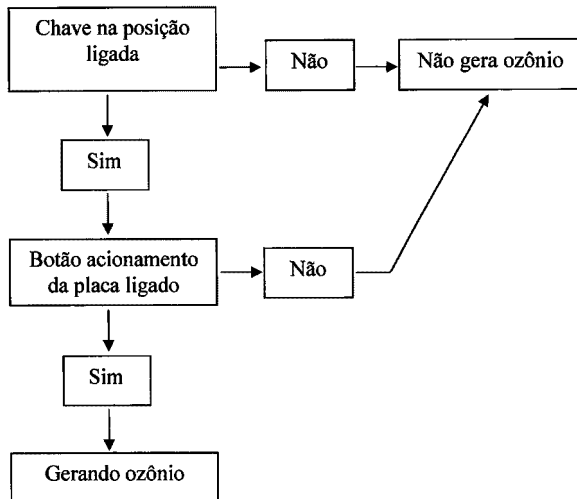 Chave na posição
ligada
Não
Não gera ozônio
Sim
Botão acionamento
da placa ligado
Não
Sim
Gerando ozônio